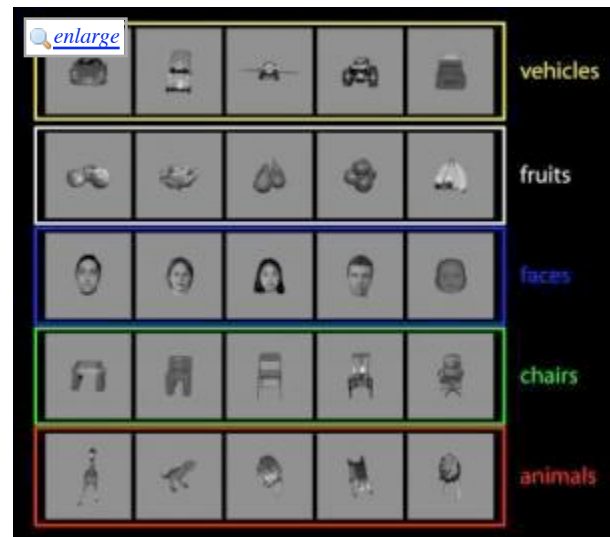 enlarge
vehicles
fruits
faces
chairs
animals